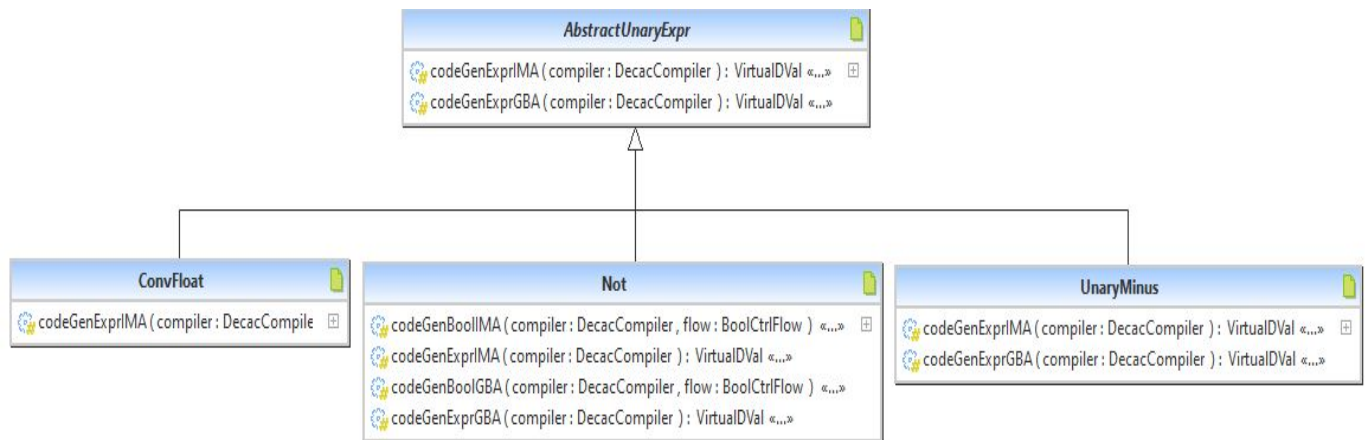 AbstractUnaryExpr
codeGenExprIMA ( compiler : DecacCompiler ) : VirtualDVal «...»
codeGenExprGBA ( compiler : DecacCompiler ) : VirtualDVal «...»
ConvFloat
codeGenExprIMA ( compiler : DecacCompile
Not
codeGenBoolIMA ( compiler : DecacCompiler , flow : BoolCtrlFlow ) «...»
codeGenExprIMA ( compiler : DecacCompiler ) : VirtualDVal «...»
codeGenBoolGBA ( compiler : DecacCompiler , flow : BoolCtrlFlow ) «...»
codeGenExprGBA ( compiler : DecacCompiler ) : VirtualDVal «...»
UnaryMinus
codeGenExprIMA ( compiler : DecacCompiler ) : VirtualDVal «...»
codeGenExprGBA ( compiler : DecacCompiler ) : VirtualDVal «...»